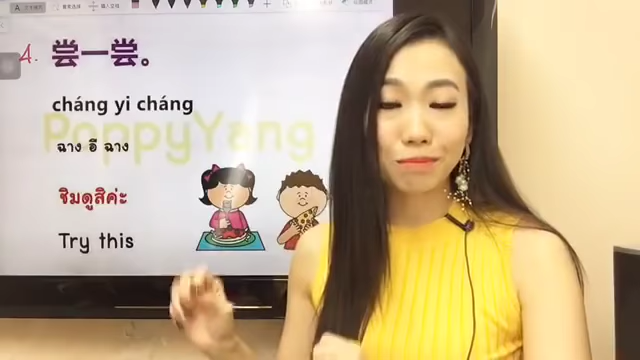 4. 尝一尝。
cháng yi cháng
PoppyYang
ฉาง อี ฉาง
ชิมดูสิค่ะ
Try this